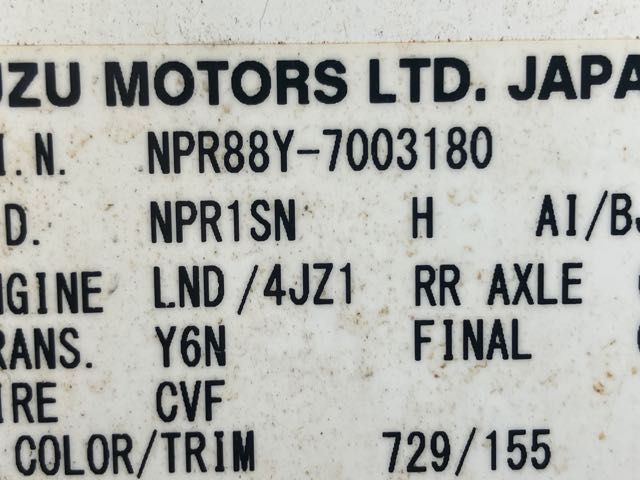 UZU MOTORS LTD. JAPA
I.N. NPR88Y-7003180
D. NPR1SN H AI/BJ
NGINE LND/4JZ1 RR AXLE
RANS. Y6N FINAL
IRE CVF
COLOR/TRIM 729/155